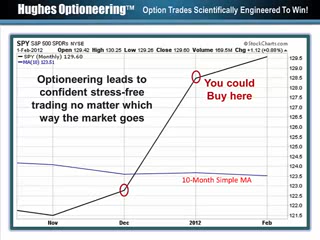 Hughes Optioneering™ Option Trades Scientifically Engineered To Win!
SPY S&P 500 SPDRs NYSE © StockCharts.com
1-Feb-2012 Open 129.42 High 130.25 Low 129.26 Close 129.60 Volume 169.5M Chg +1.12 (+0.88%)
SPY (Monthly) 129.60
MA(10) 123.51
Optioneering leads to
confident stress-free
trading no matter which
way the market goes
You could
Buy here
10-Month Simple MA
129.5
129.0
128.5
128.0
127.5
127.0
126.5
126.0
125.5
125.0
124.5
124.0
123.5
123.0
122.5
122.0
121.5
Nov Dec 2012 Feb